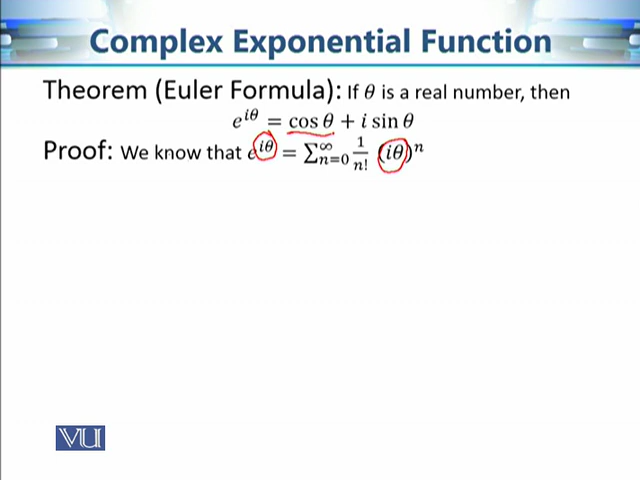 Complex Exponential Function
Theorem (Euler Formula): If θ is a real number, then
e^{iθ} = cos θ + i sin θ
Proof: We know that e^{iθ} = ∑_{n=0}^{∞} \frac{1}{n!} (iθ)^n
VU